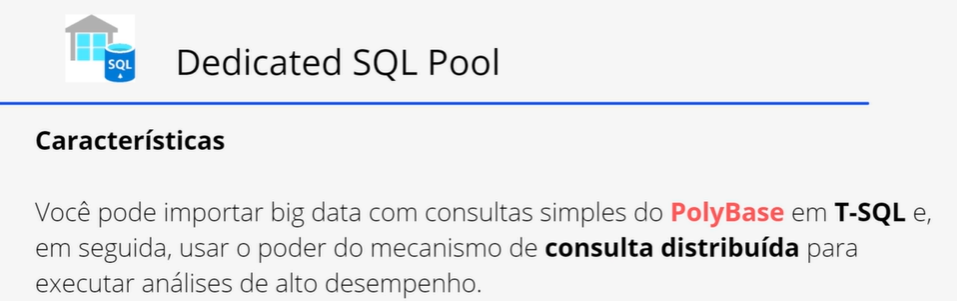 SQL
Dedicated SQL Pool
Características
Você pode importar big data com consultas simples do PolyBase em T-SQL e,
em seguida, usar o poder do mecanismo de consulta distribuída para
executar análises de alto desempenho.